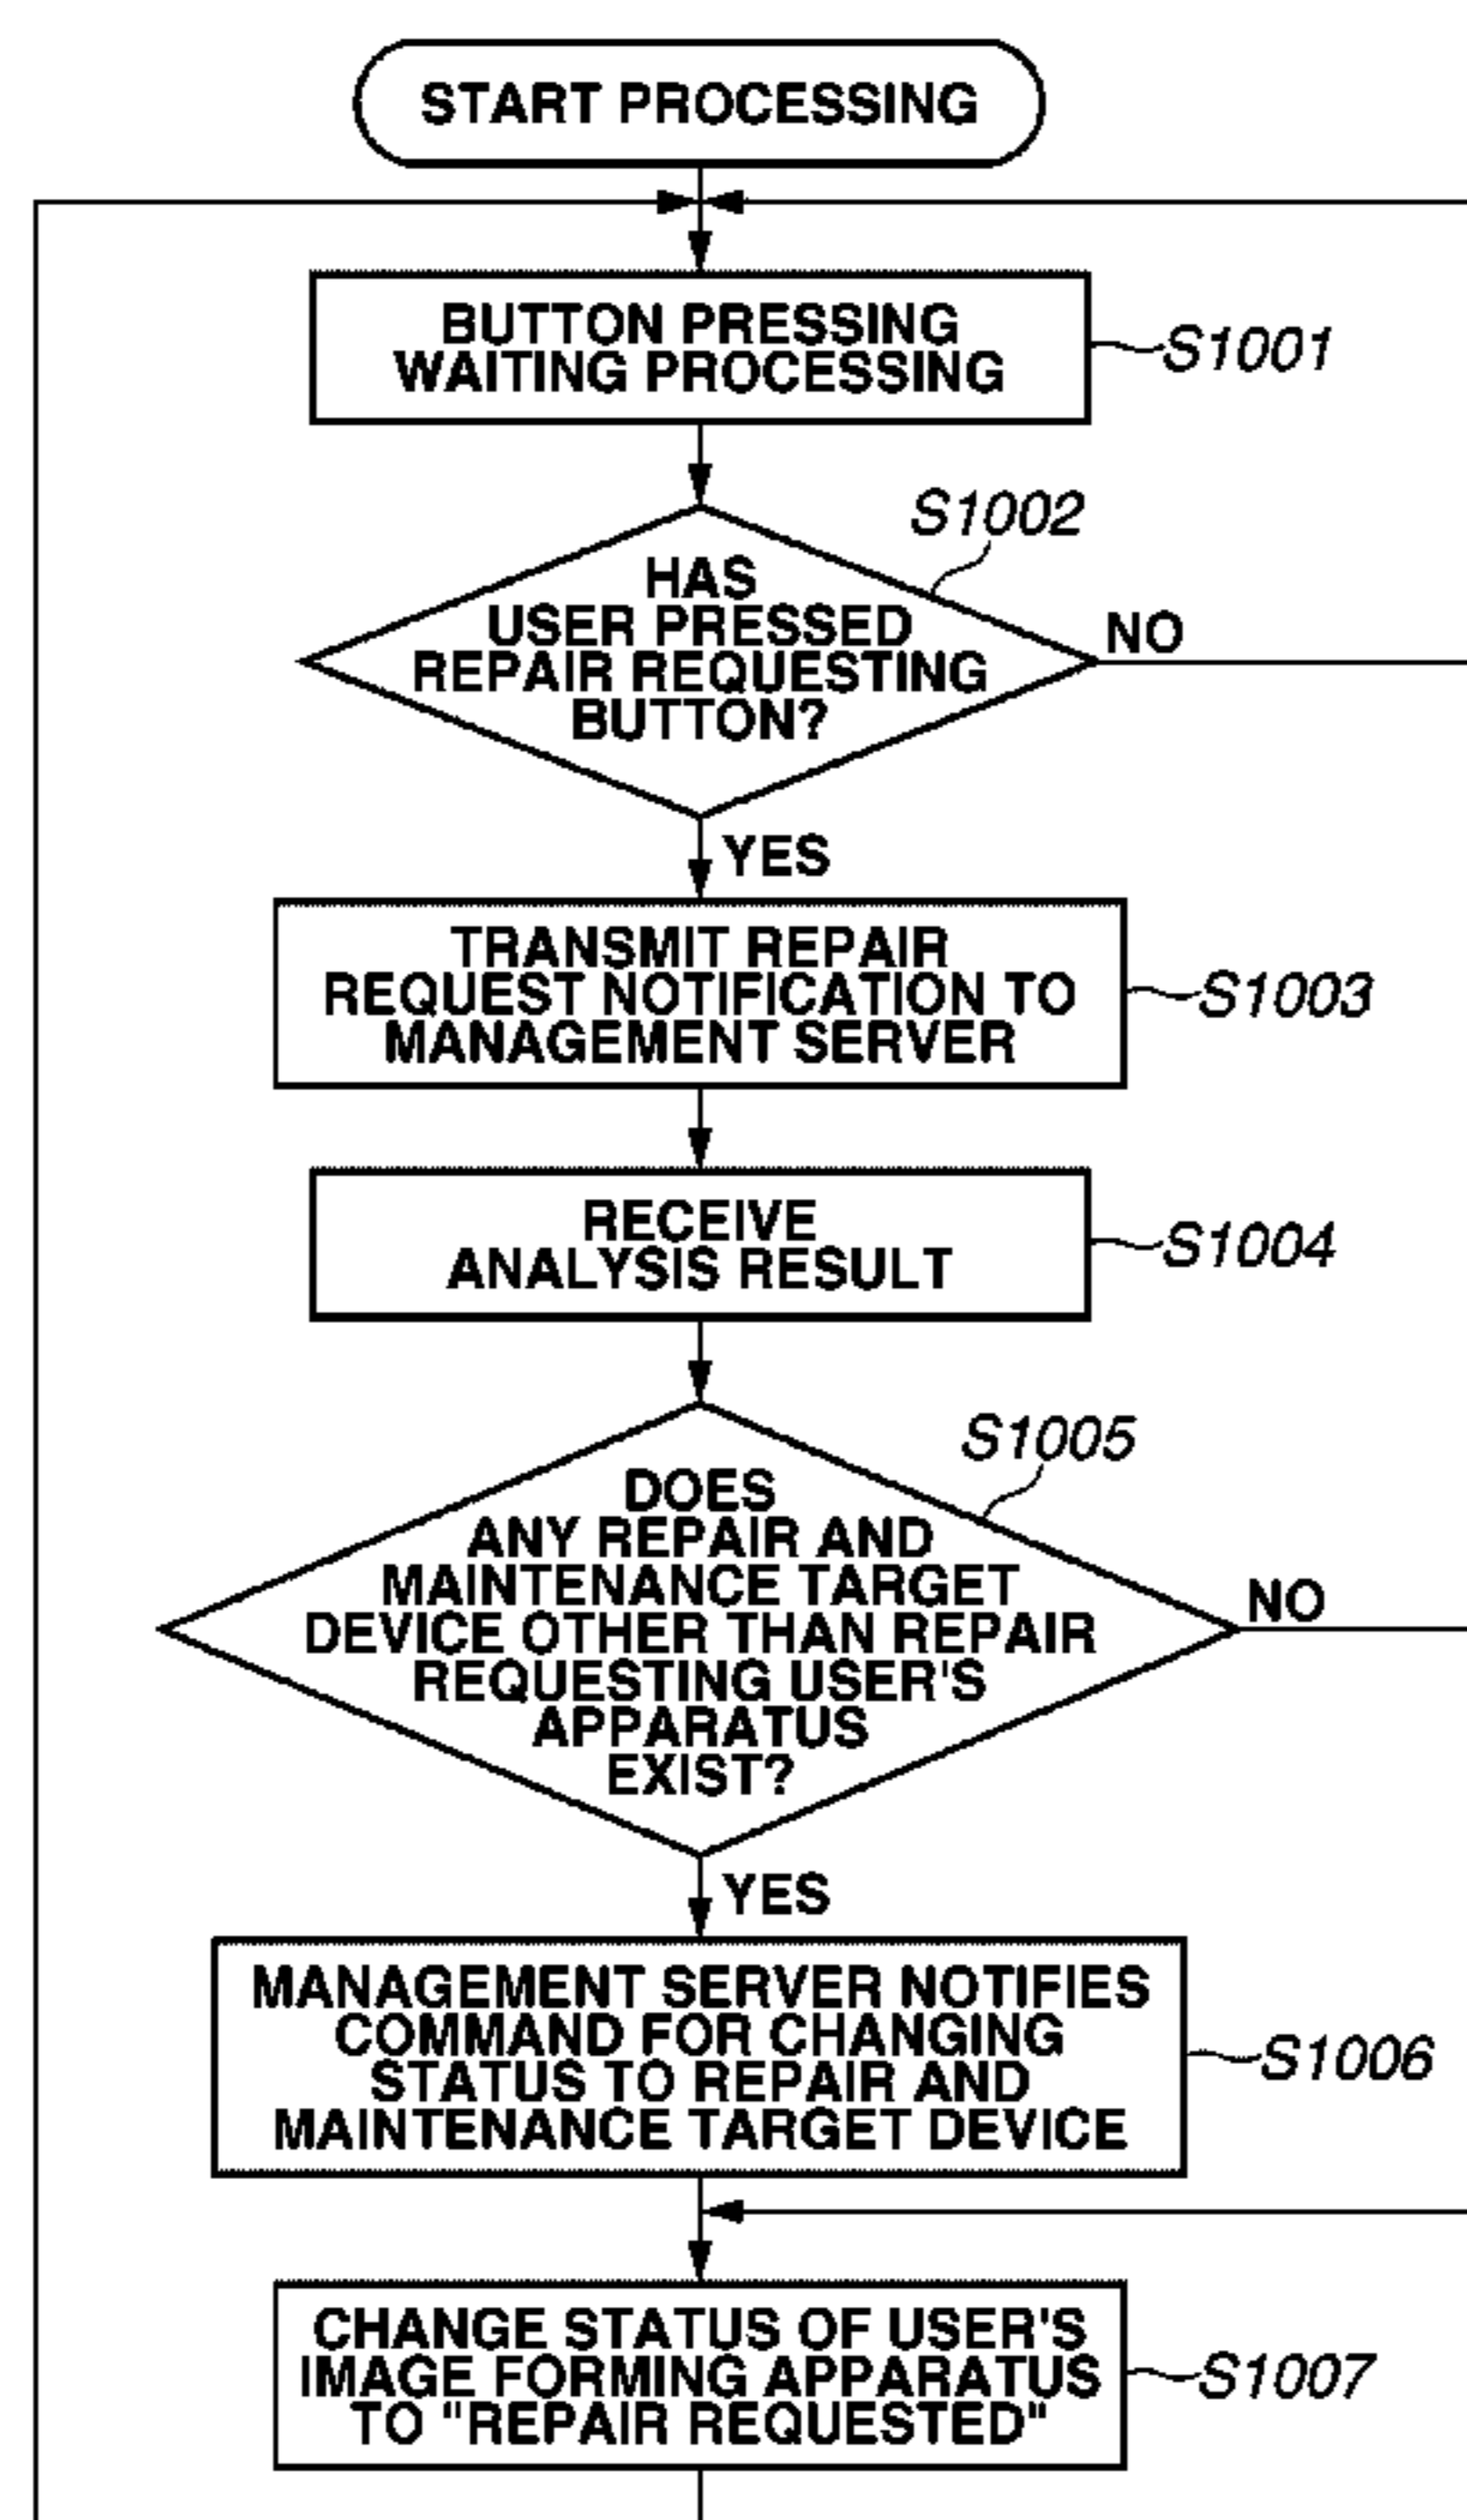 START PROCESSING
BUTTON PRESSING
WAITING PROCESSING
S1001
S1002
HAS
USER PRESSED
REPAIR REQUESTING
BUTTON?
NO
YES
TRANSMIT REPAIR
REQUEST NOTIFICATION TO
MANAGEMENT SERVER
S1003
RECEIVE
ANALYSIS RESULT
S1004
S1005
DOES
ANY REPAIR AND
MAINTENANCE TARGET
DEVICE OTHER THAN REPAIR
REQUESTING USER'S
APPARATUS
EXIST?
NO
YES
MANAGEMENT SERVER NOTIFIES
COMMAND FOR CHANGING
STATUS TO REPAIR AND
MAINTENANCE TARGET DEVICE
S1006
CHANGE STATUS OF USER'S
IMAGE FORMING APPARATUS
TO "REPAIR REQUESTED"
S1007